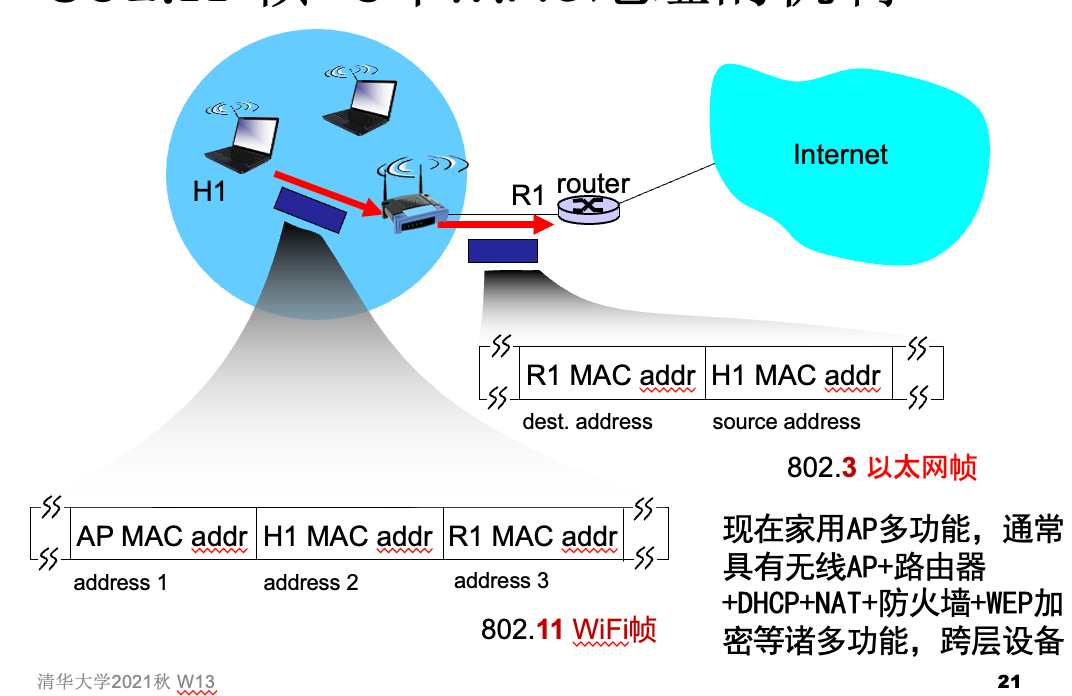 H1
R1
router
Internet
R1 MAC addr
H1 MAC addr
dest. address
source address
802.3 以太网帧
AP MAC addr
H1 MAC addr
R1 MAC addr
address 1
address 2
address 3
802.11 WiFi帧
现在家用AP多功能，通常
具有无线AP+路由器
+DHCP+NAT+防火墙+WEP加
密等诸多功能，跨层设备
清华大学2021秋 W13
21